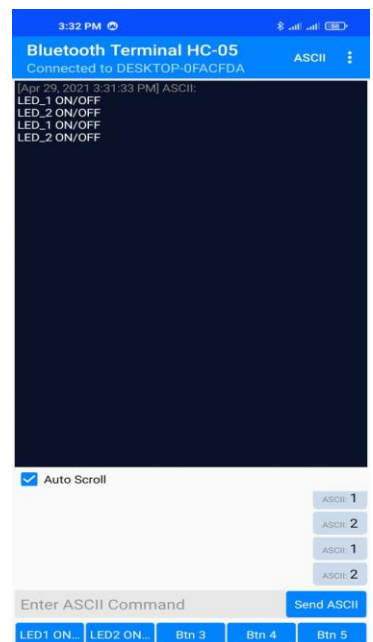 3:32 PM
50
Bluetooth Terminal HC-05
Connected to DESKTOP-0FACFDA
ASCII
[Apr 29, 2021 3:31:33 PM] ASCII:
LED_1 ON/OFF
LED_2 ON/OFF
LED_1 ON/OFF
LED_2 ON/OFF
Auto Scroll
ASCII: 1
ASCII: 2
ASCII: 1
ASCII: 2
Enter ASCII Command
Send ASCII
LED1 ON... LED2 ON... Btn 3 Btn 4 Btn 5